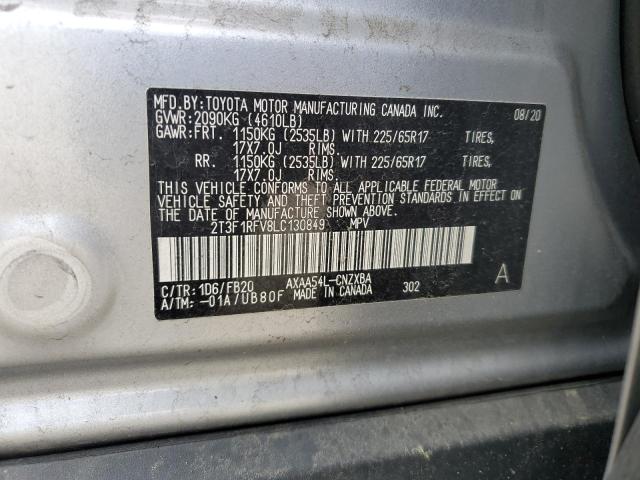 MFD.BY:TOYOTA MOTOR MANUFACTURING CANADA INC. 08/20
GVWR:2090KG (4610LB)
GAWR:FRT. 1150KG (2535LB) WITH 225/65R17 TIRES,
17X7.0J RIMS.
RR. 1150KG (2535LB) WITH 225/65R17 TIRES,
17X7.0J RIMS.
THIS VEHICLE CONFORMS TO ALL APPLICABLE FEDERAL MOTOR
VEHICLE SAFETY AND THEFT PREVENTION STANDARDS IN EFFECT ON
THE DATE OF MANUFACTURE SHOWN ABOVE.
2T3F1RFV8LC130849 MPV
C/TR:1D6/FB20 AXAA54L-CNZXBA A
A/TM:-01A/UB80F MADE IN CANADA 302